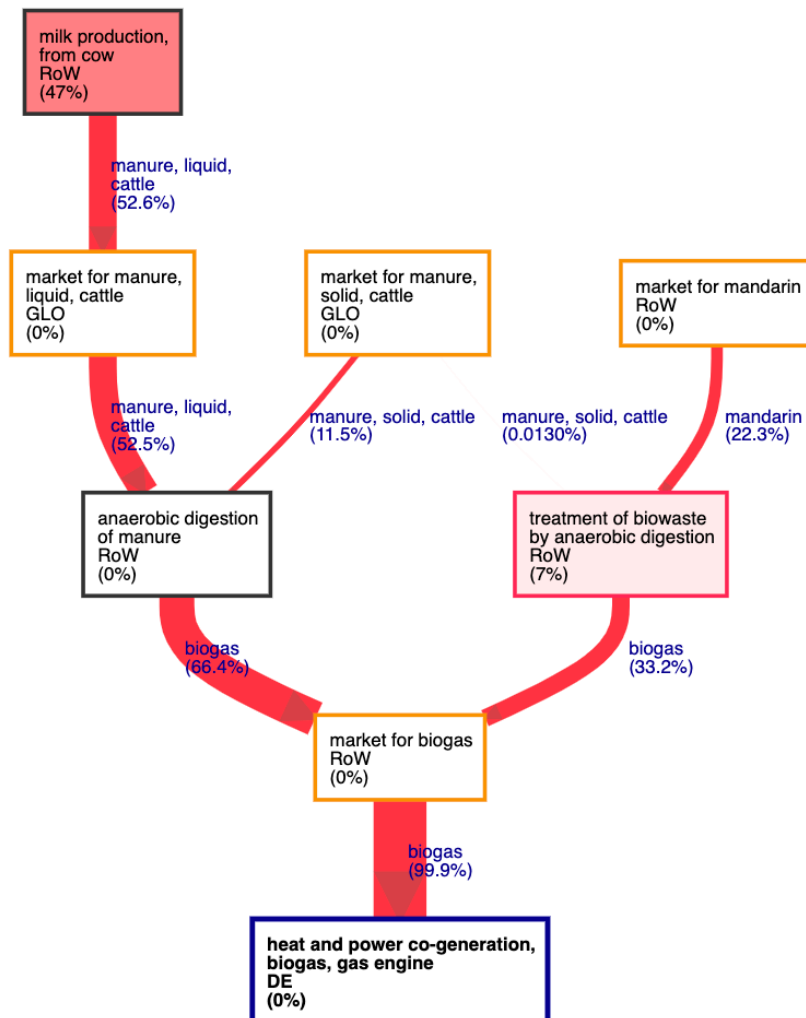 milk production,
from cow
RoW
(47%)
manure, liquid,
cattle
(52.6%)
market for manure,
liquid, cattle
GLO
(0%)
market for manure,
solid, cattle
GLO
(0%)
market for mandarin
RoW
(0%)
manure, liquid,
cattle
(52.5%)
manure, solid, cattle
(11.5%)
manure, solid, cattle
(0.0130%)
mandarin
(22.3%)
anaerobic digestion
of manure
RoW
(0%)
treatment of biowaste
by anaerobic digestion
RoW
(7%)
biogas
(66.4%)
biogas
(33.2%)
market for biogas
RoW
(0%)
biogas
(99.9%)
heat and power co-generation,
biogas, gas engine
DE
(0%)